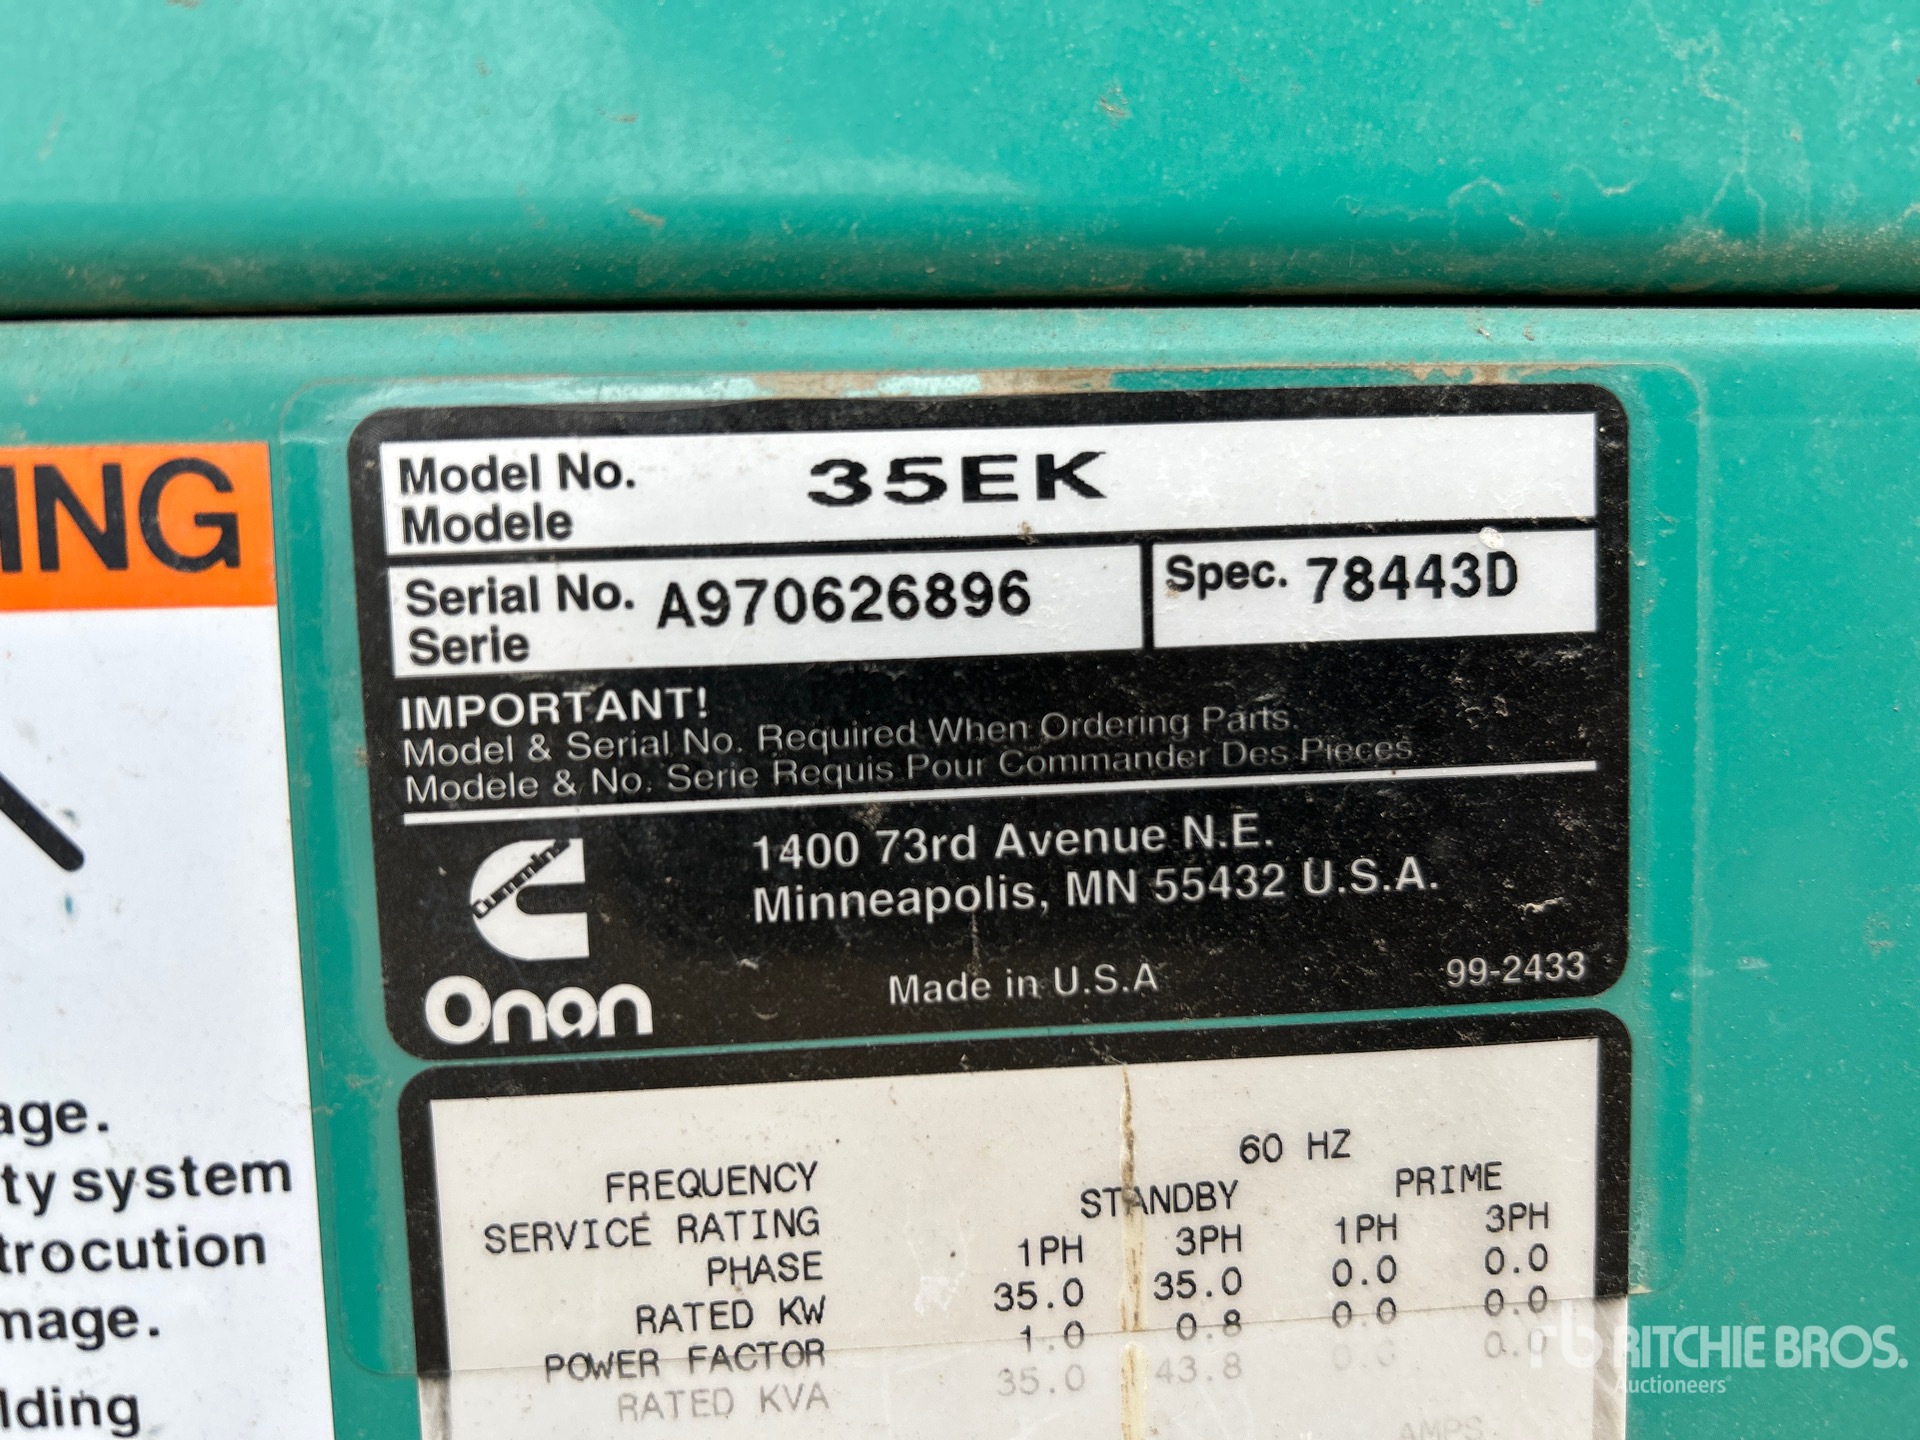 ING
age.
ty system
trocution
mage.
lding
Model No. 35EK
Modele
Serial No. A970626896
Serie
Spec. 78443D
IMPORTANT!
Model & Serial No. Required When Ordering Parts.
Modele & No. Serie Requis Pour Commander Des Pieces.
Cummins
Onan
1400 73rd Avenue N.E.
Minneapolis, MN 55432 U.S.A.
Made in U.S.A
99-2433
FREQUENCY 60 HZ
SERVICE RATING STANDBY PRIME
PHASE 1PH 3PH 1PH 3PH
RATED KW 35.0 35.0 0.0 0.0
POWER FACTOR 1.0 0.8 0.0 0.0
RATED KVA 35.0 43.8 0.0 0.0
AMPS
rb RITCHIE BROS.
Auctioneers